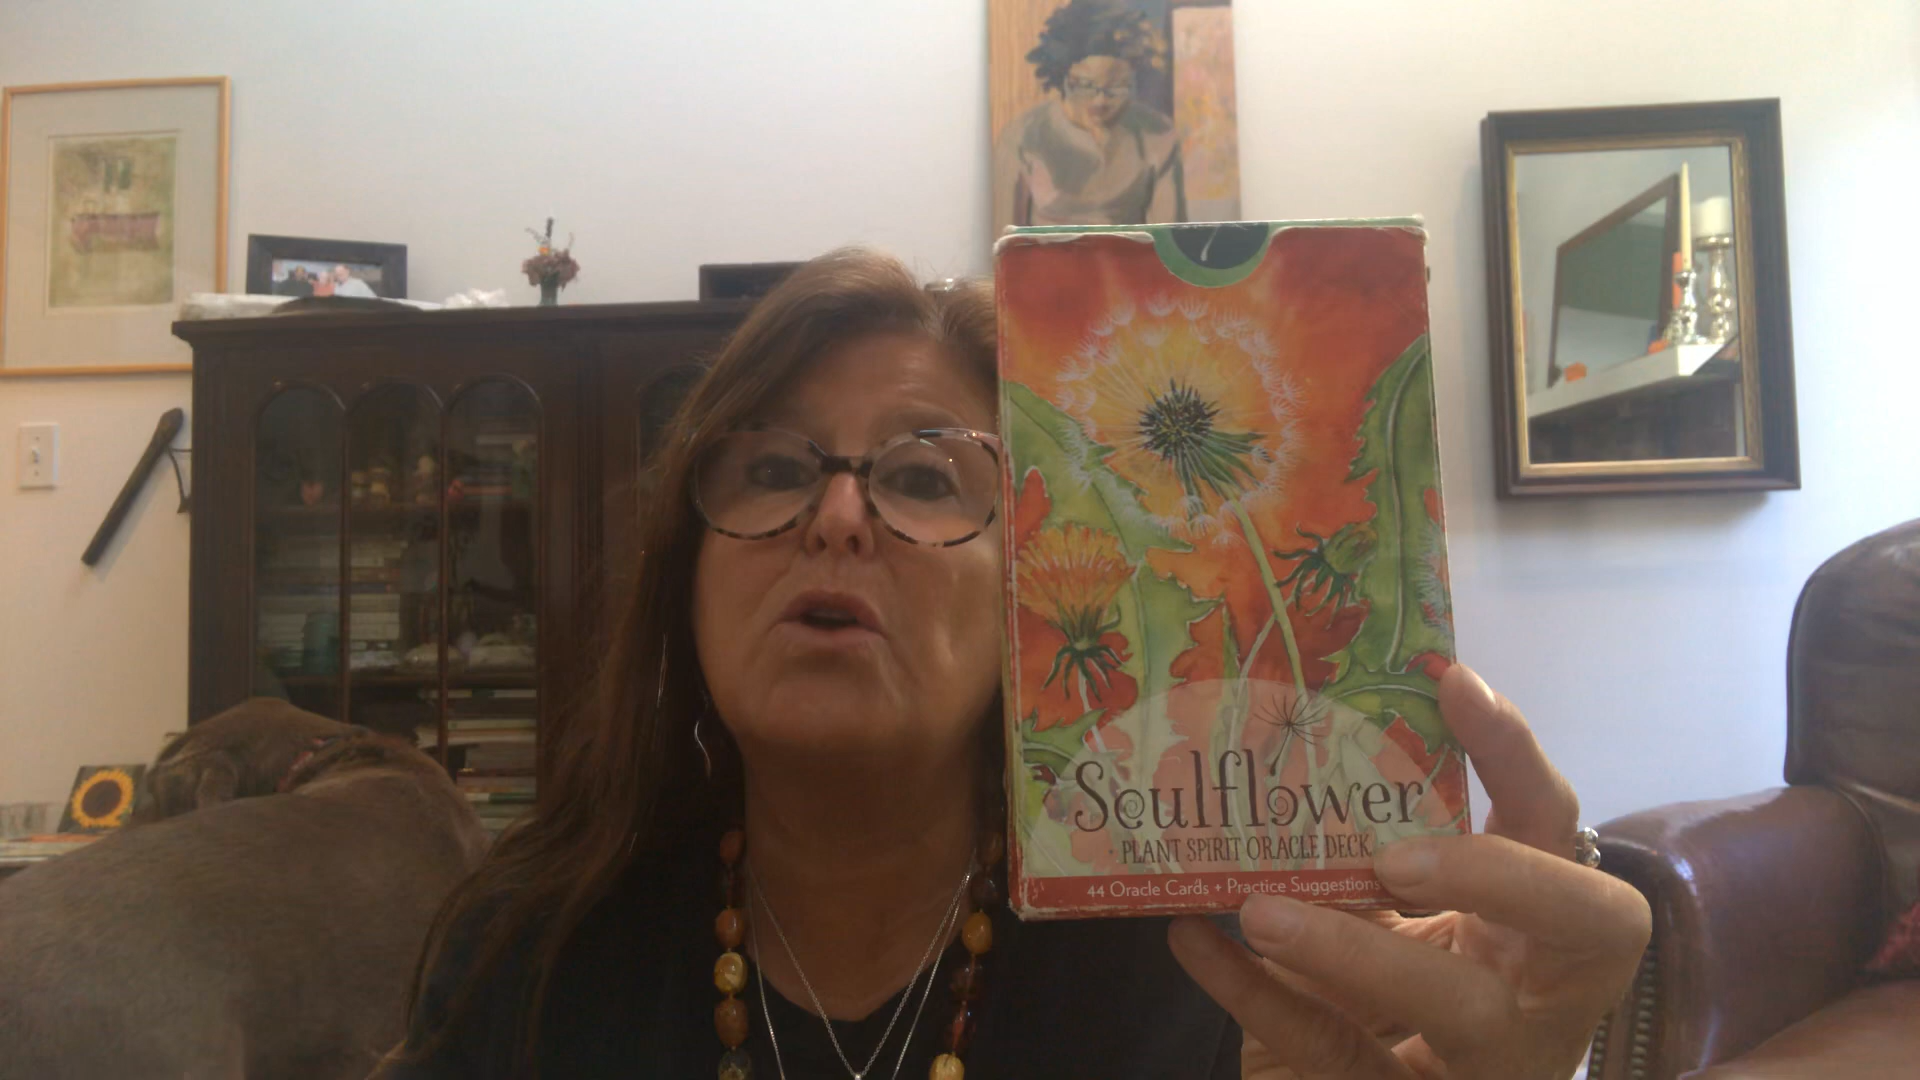 Soulflower
· PLANT SPIRIT ORACLE DECK ·
44 Oracle Cards + Practice Suggestions